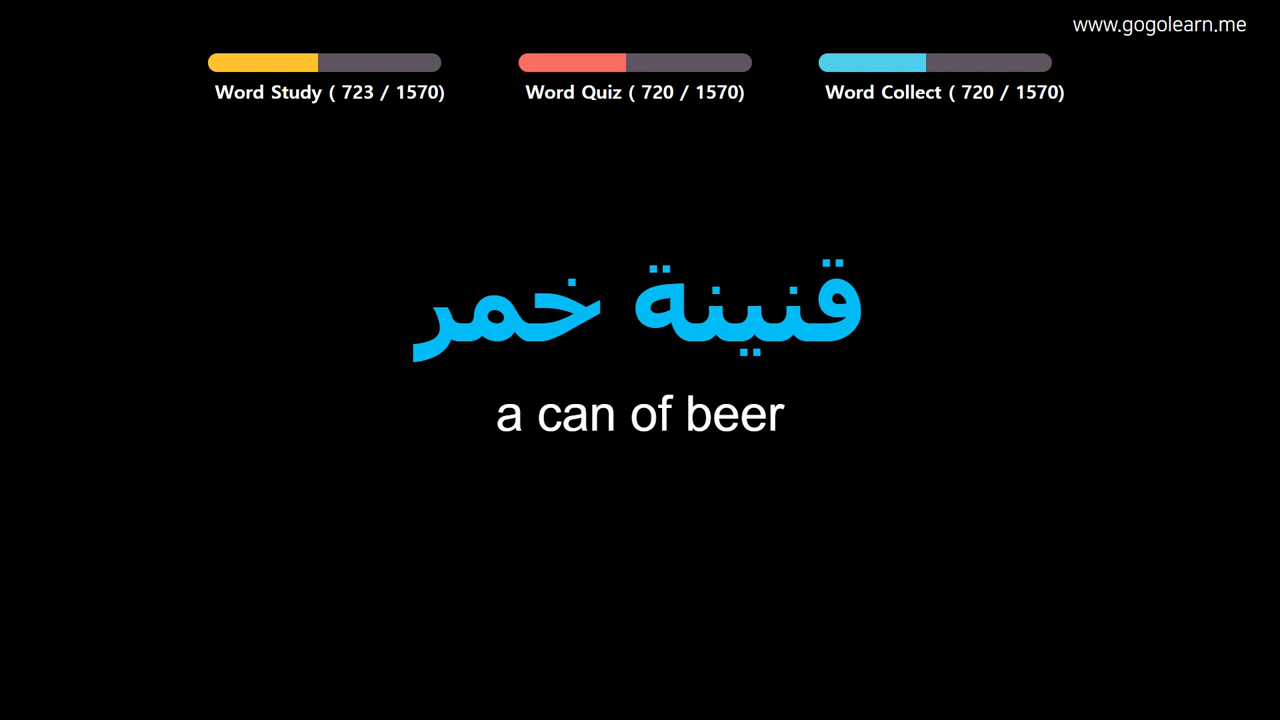 www.gogolearn.me
Word Study ( 723 / 1570)
Word Quiz ( 720 / 1570)
Word Collect ( 720 / 1570)
قنينة خمر
a can of beer